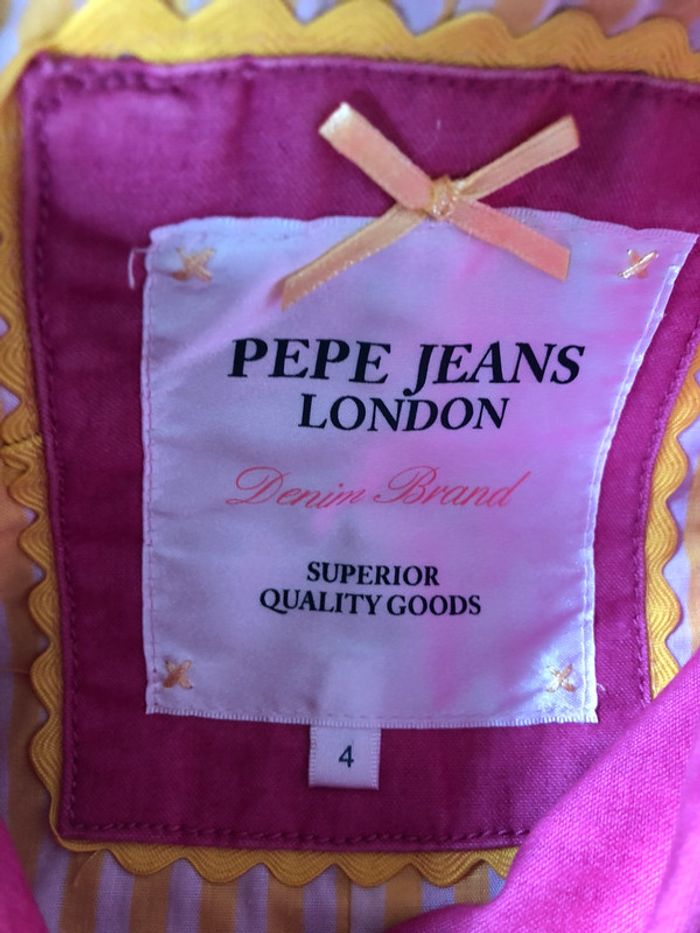 PEPE JEANS
LONDON
Denim Brand
SUPERIOR
QUALITY GOODS
4